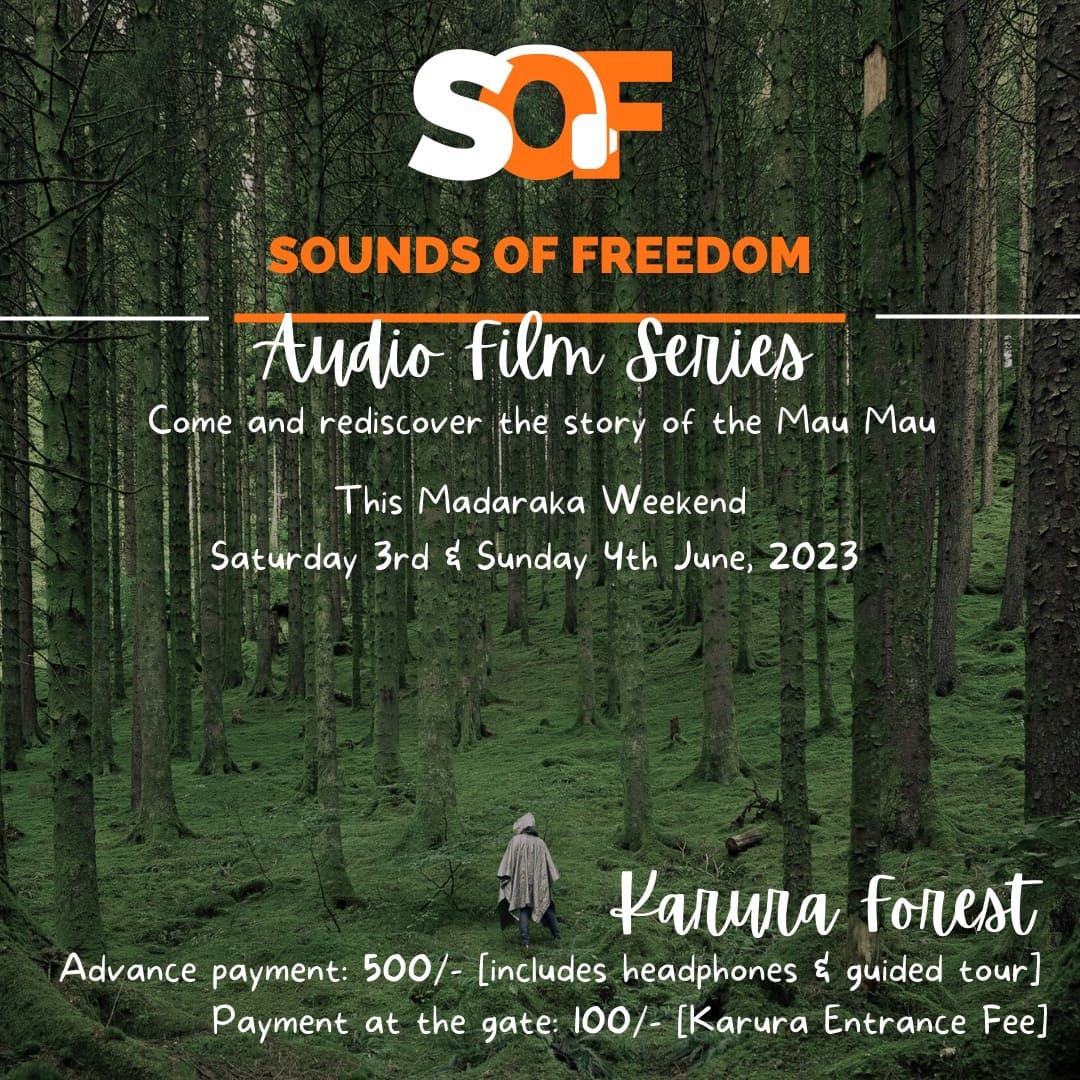 SOF
SOUNDS OF FREEDOM
Audio Film Series
Come and rediscover the story of the Mau Mau
This Madaraka Weekend
Saturday 3rd & Sunday 4th June, 2023
Karura Forest
Advance payment: 500/- [includes headphones & guided tour]
Payment at the gate: 100/- [Karura Entrance Fee]